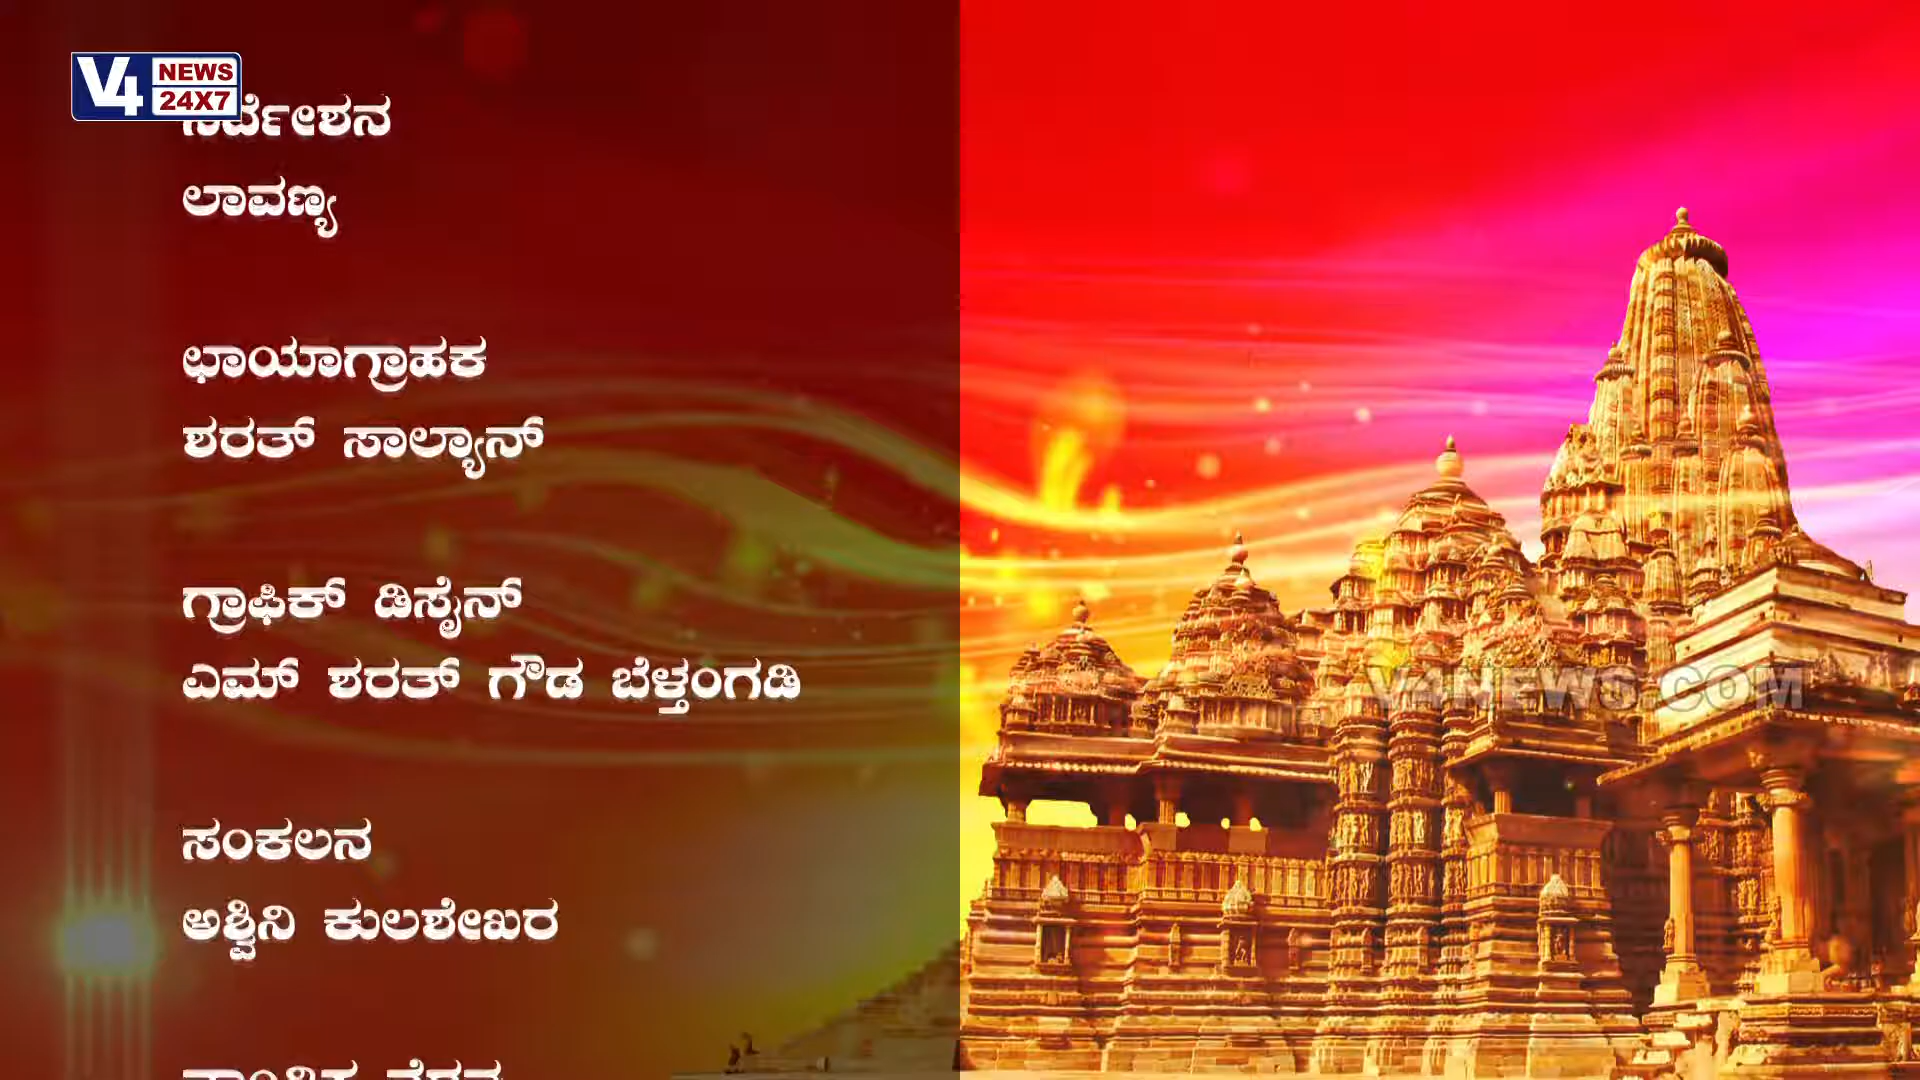 V4 NEWS 24X7
ನಿರ್ದೇಶನ
ಲಾವಣ್ಯ
ಛಾಯಾಗ್ರಾಹಕ
ಶರತ್ ಸಾಲ್ಯಾನ್
ಗ್ರಾಫಿಕ್ ಡಿಸೈನ್
ಎಮ್ ಶರತ್ ಗೌಡ ಬೆಳ್ತಂಗಡಿ
V4NEWS.COM
ಸಂಕಲನ
ಅಶ್ವಿನಿ ಕುಲಶೇಖರ